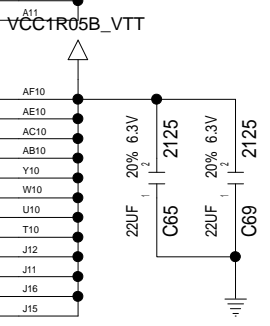 A11
VCC1R05B_VTT
AF10
AE10
AC10
AB10
Y10
W10
U10
T10
J12
J11
J16
J15
22UF 20% 6.3V
1 2
C65 2125
22UF 20% 6.3V
1 2
C69 2125